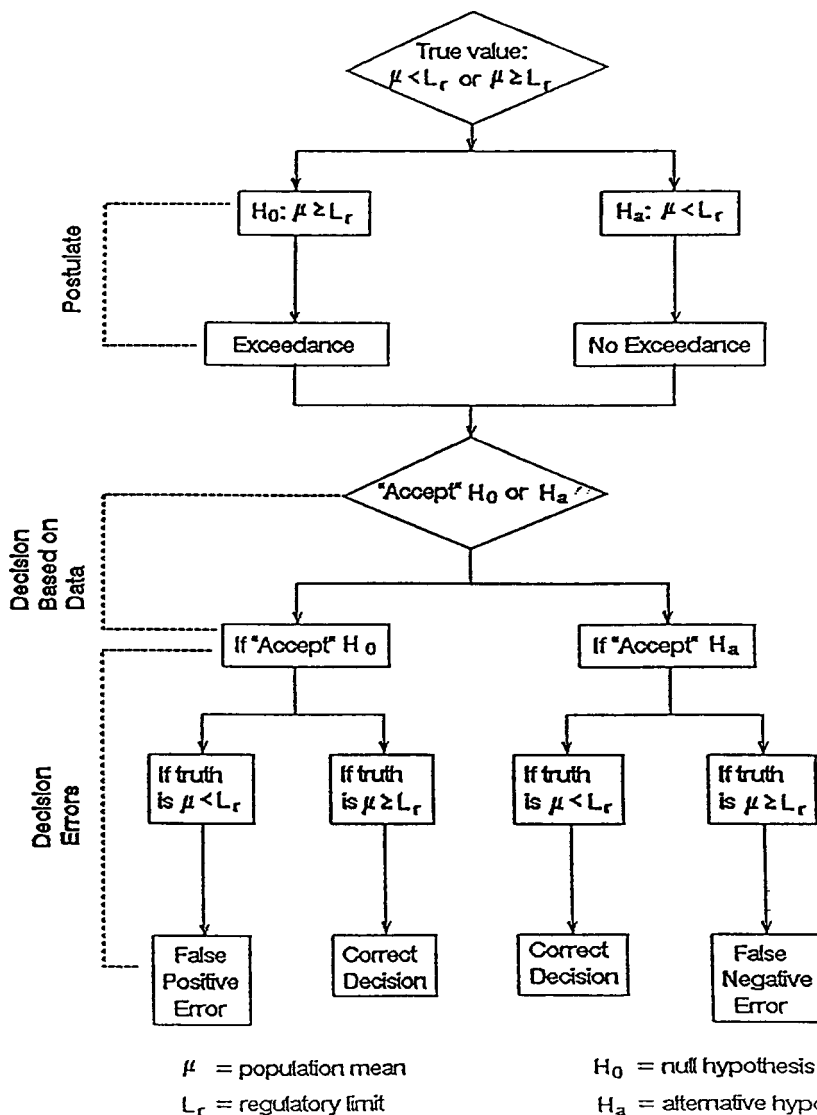 True value:
μ < Lr or μ ≥ Lr
H0: μ ≥ Lr
Ha: μ < Lr
Postulate
Exceedance
No Exceedance
"Accept" H0 or Ha
Decision
Based on
Data
If "Accept" H0
If "Accept" Ha
If truth
is μ < Lr
If truth
is μ ≥ Lr
If truth
is μ < Lr
If truth
is μ ≥ Lr
Decision
Errors
False
Positive
Error
Correct
Decision
Correct
Decision
False
Negative
Error
μ = population mean
H0 = null hypothesis
Lr = regulatory limit
Ha = alternative hypo